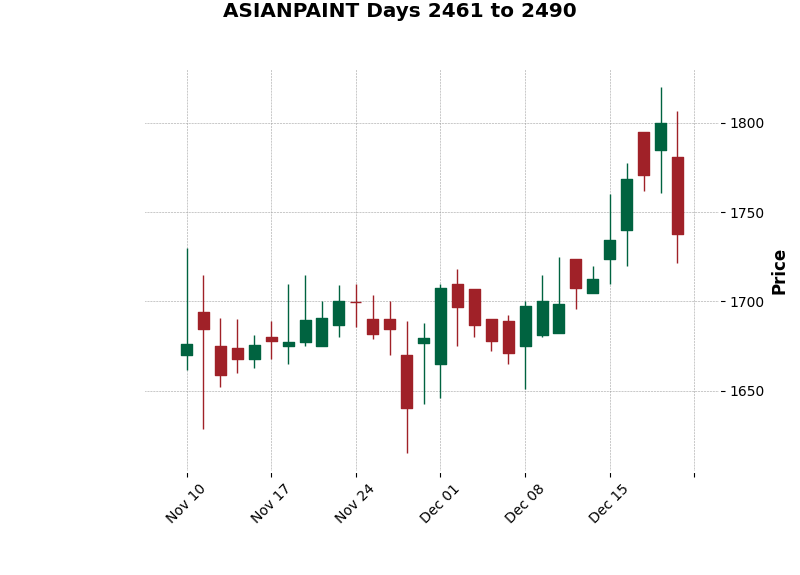 ASIANPAINT Days 2461 to 2490
1800
1750
1700
1650
Price
Nov 10
Nov 17
Nov 24
Dec 01
Dec 08
Dec 15